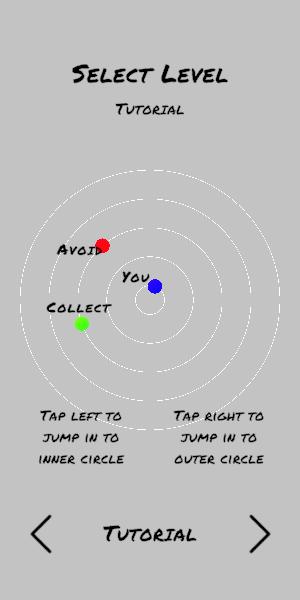 Select Level
Tutorial
Avoid
You
Collect
Tap left to
jump in to
inner circle
Tap right to
jump in to
outer circle
Tutorial